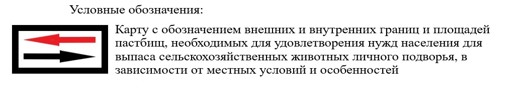 Условные обозначения:
Карту с обозначением внешних и внутренних границ и площадей
пастбищ, необходимых для удовлетворения нужд населения для
выпаса сельскохозяйственных животных личного подворья, в
зависимости от местных условий и особенностей